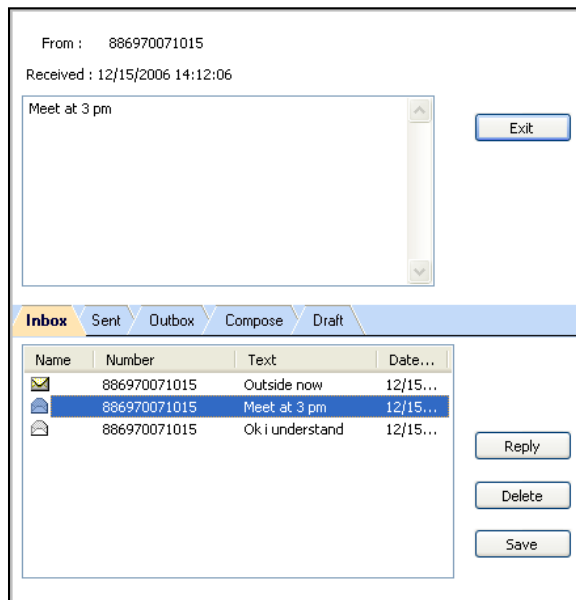 From : 886970071015
Received : 12/15/2006 14:12:06
Meet at 3 pm
Exit
Inbox Sent Outbox Compose Draft
Name Number Text Date...
886970071015 Outside now 12/15...
886970071015 Meet at 3 pm 12/15...
886970071015 Ok i understand 12/15...
Reply
Delete
Save